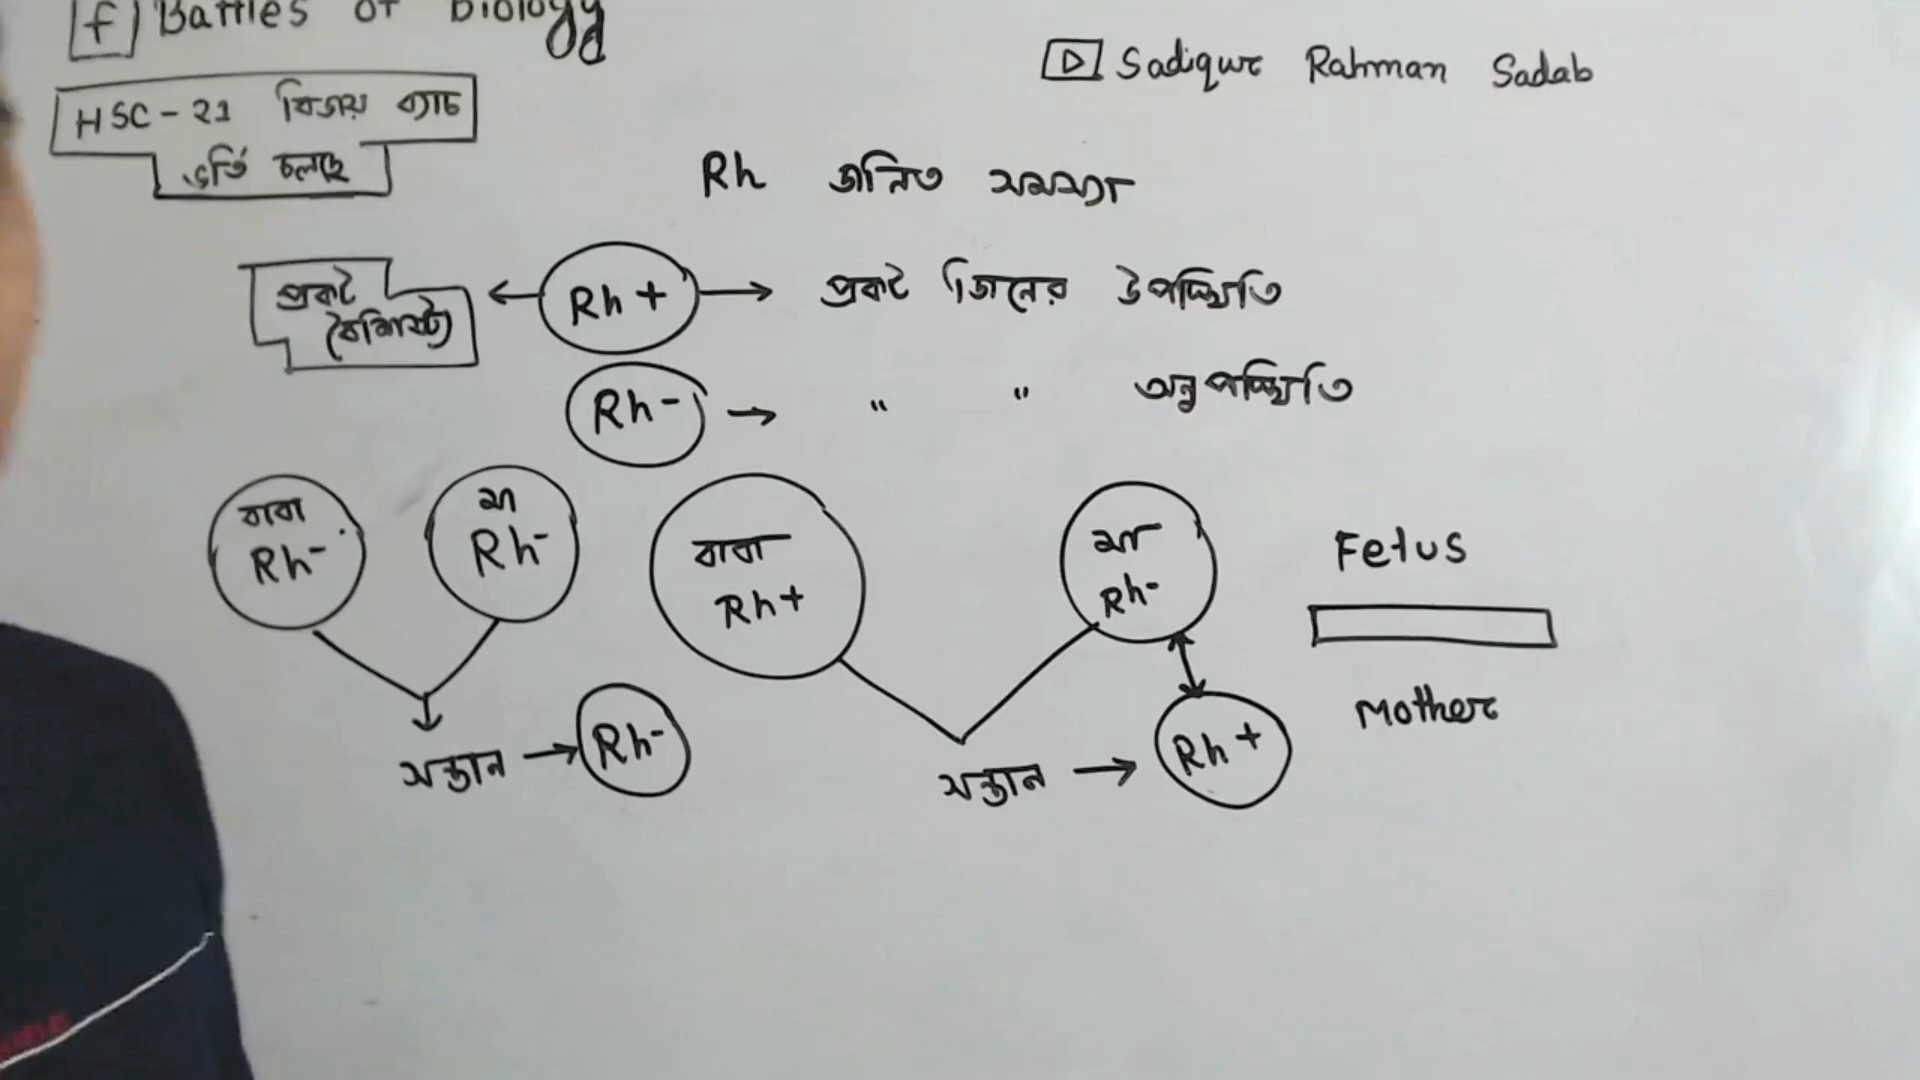 f Battles of Biology
Sadiqur Rahman Sadab
HSC-21 বিজয় ব্যাচ
ভর্তি চলছে
Rh জনিত সমস্যা
প্রকট বৈশিষ্ট্য ← Rh+ → প্রকট জিনের উপস্থিতি
Rh- → " " অনুপস্থিতি
বাবা Rh-
মা Rh-
বাবা Rh+
মা Rh-
Fetus
Mother
সন্তান → Rh-
সন্তান → Rh+